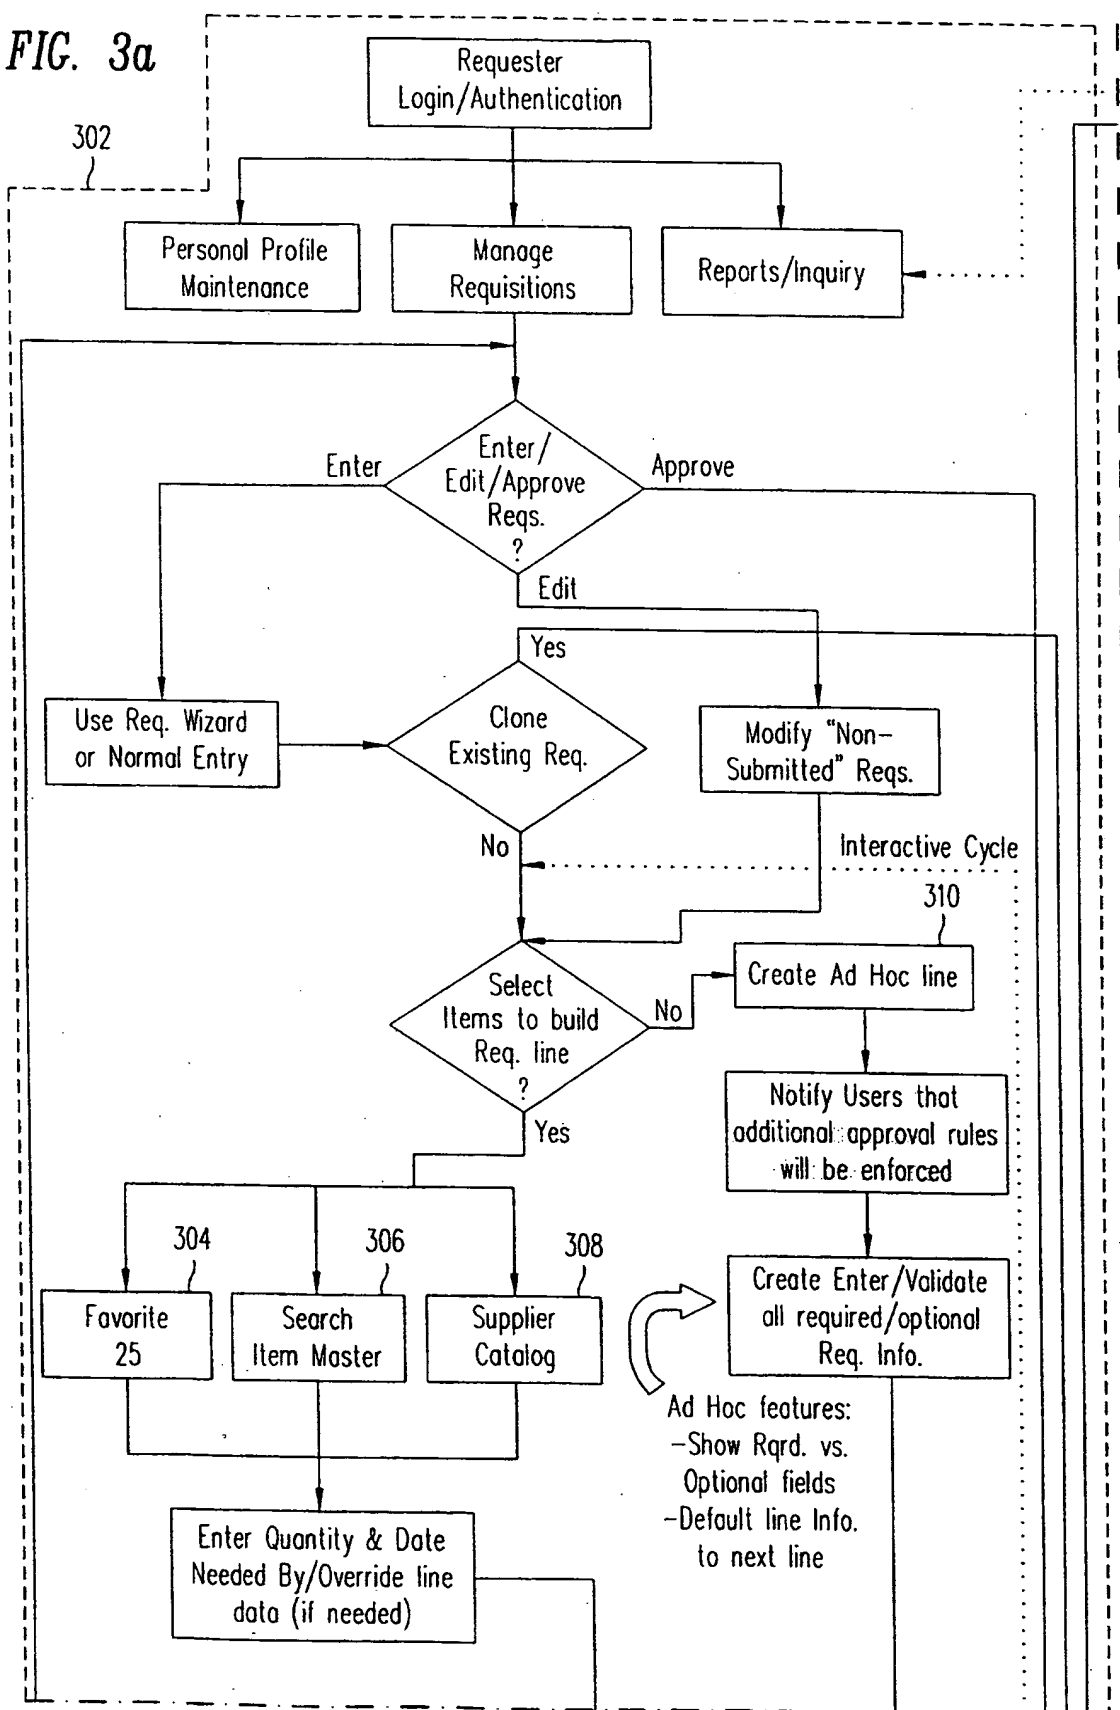 FIG. 3a
Requester
Login/Authentication
302
Personal Profile
Maintenance
Manage
Requisitions
Reports/Inquiry
Enter/
Edit/Approve
Reqs.
?
Enter
Approve
Edit
Yes
Use Req. Wizard
or Normal Entry
Clone
Existing Req.
Modify "Non-
Submitted" Reqs.
No
Interactive Cycle
310
Select
Items to build
Req. line
?
No
Create Ad Hoc line
Yes
Notify Users that
additional approval rules
will be enforced
304
306
308
Favorite
25
Search
Item Master
Supplier
Catalog
Create Enter/Validate
all required/optional
Req. Info.
Ad Hoc features:
-Show Rqrd. vs.
Optional fields
-Default line Info.
to next line
Enter Quantity & Date
Needed By/Override line
data (if needed)